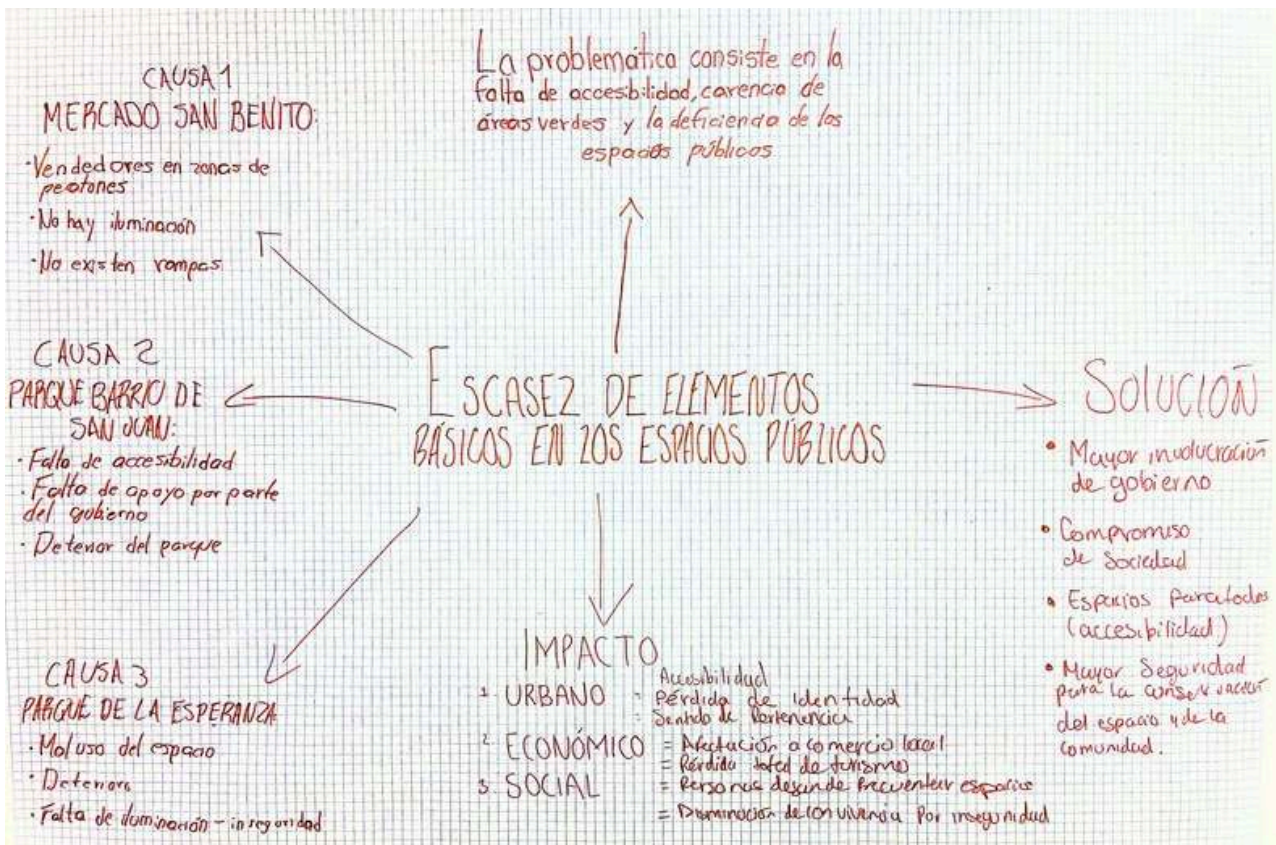 La problemática consiste en la
falta de accesibilidad, carencia de
áreas verdes y la deficiencia de los
espacios públicos
CAUSA 1
MERCADO SAN BENITO:
· Vendedores en zonas de
peatones
· No hay iluminación
· No existen rampas
CAUSA 2
PARQUE BARRIO DE
SAN JUAN:
· Falta de accesibilidad
· Falta de apoyo por parte
del gobierno
· Deterior del parque
CAUSA 3
PARQUE DE LA ESPERANZA
· Mal uso del espacio
· Deterioro
· Falta de iluminación - inseguridad
ESCASEZ DE ELEMENTOS
BÁSICOS EN LOS ESPACIOS PÚBLICOS
IMPACTO
Accesibilidad
1. URBANO = Pérdida de identidad
= Sentido de Pertenencia
2. ECONÓMICO = Afectación a comercio local
= Pérdida total de turismo
3. SOCIAL = Personas dejan de frecuentar espacios
= Disminución de convivencia por inseguridad
SOLUCIÓN
• Mayor involucración
de gobierno
• Compromiso
de Sociedad
• Espacios para todos
(accesibilidad)
• Mayor Seguridad
para la conservación
del espacio y de la
comunidad.